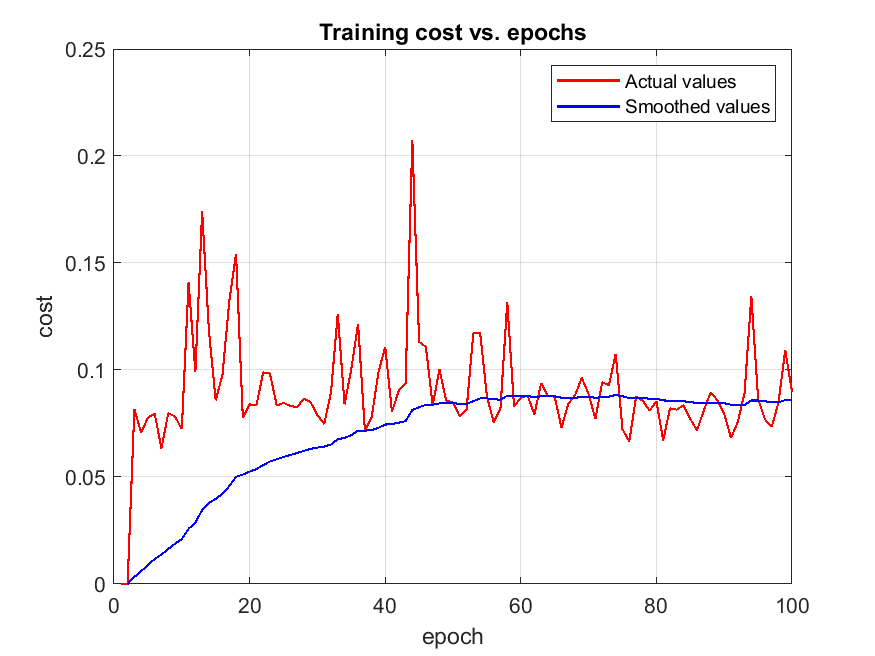 Training cost vs. epochs
Actual values
Smoothed values
0.25
0.2
0.15
0.1
0.05
0
cost
0 20 40 60 80 100
epoch